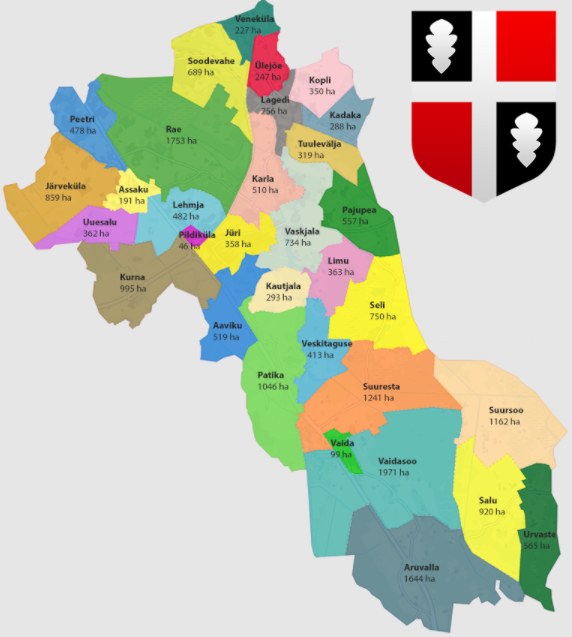 Veneküla
227 ha
Soodevahe
689 ha
Ülejõe
247 ha
Kopli
350 ha
Lagedi
256 ha
Kadaka
288 ha
Peetri
478 ha
Rae
1753 ha
Tuulevälja
319 ha
Karla
510 ha
Järveküla
859 ha
Assaku
191 ha
Lehmja
482 ha
Pajupea
557 ha
Uuesalu
362 ha
Pildiküla
46 ha
Jüri
358 ha
Vaskjala
734 ha
Limu
363 ha
Kurna
995 ha
Kautjala
293 ha
Seli
750 ha
Aaviku
519 ha
Veskitaguse
413 ha
Patika
1046 ha
Suuresta
1241 ha
Suursoo
1162 ha
Vaida
99 ha
Vaidasoo
1971 ha
Salu
920 ha
Urvaste
565 ha
Aruvalla
1644 ha